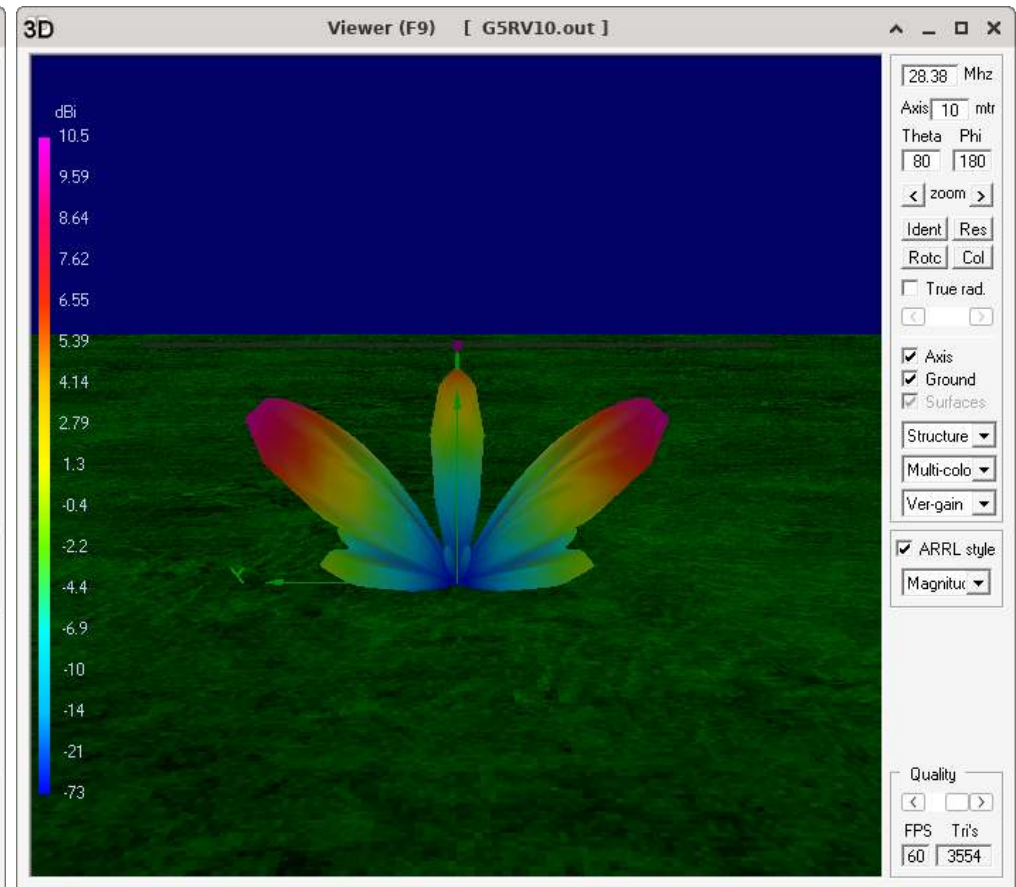 3D
Viewer (F9) [ G5RV10.out ]
dBi
10.5
9.59
8.64
7.62
6.55
5.39
4.14
2.79
1.3
-0.4
-2.2
-4.4
-6.9
-10
-14
-21
-73
Y
28.38 Mhz
Axis 10 mtr
Theta Phi
80 180
< zoom >
Ident Res
Rotc Col
True rad.
Axis
Ground
Surfaces
Structure
Multi-colo
Ver-gain
ARRL style
Magnituc
Quality
FPS Tri's
60 3554